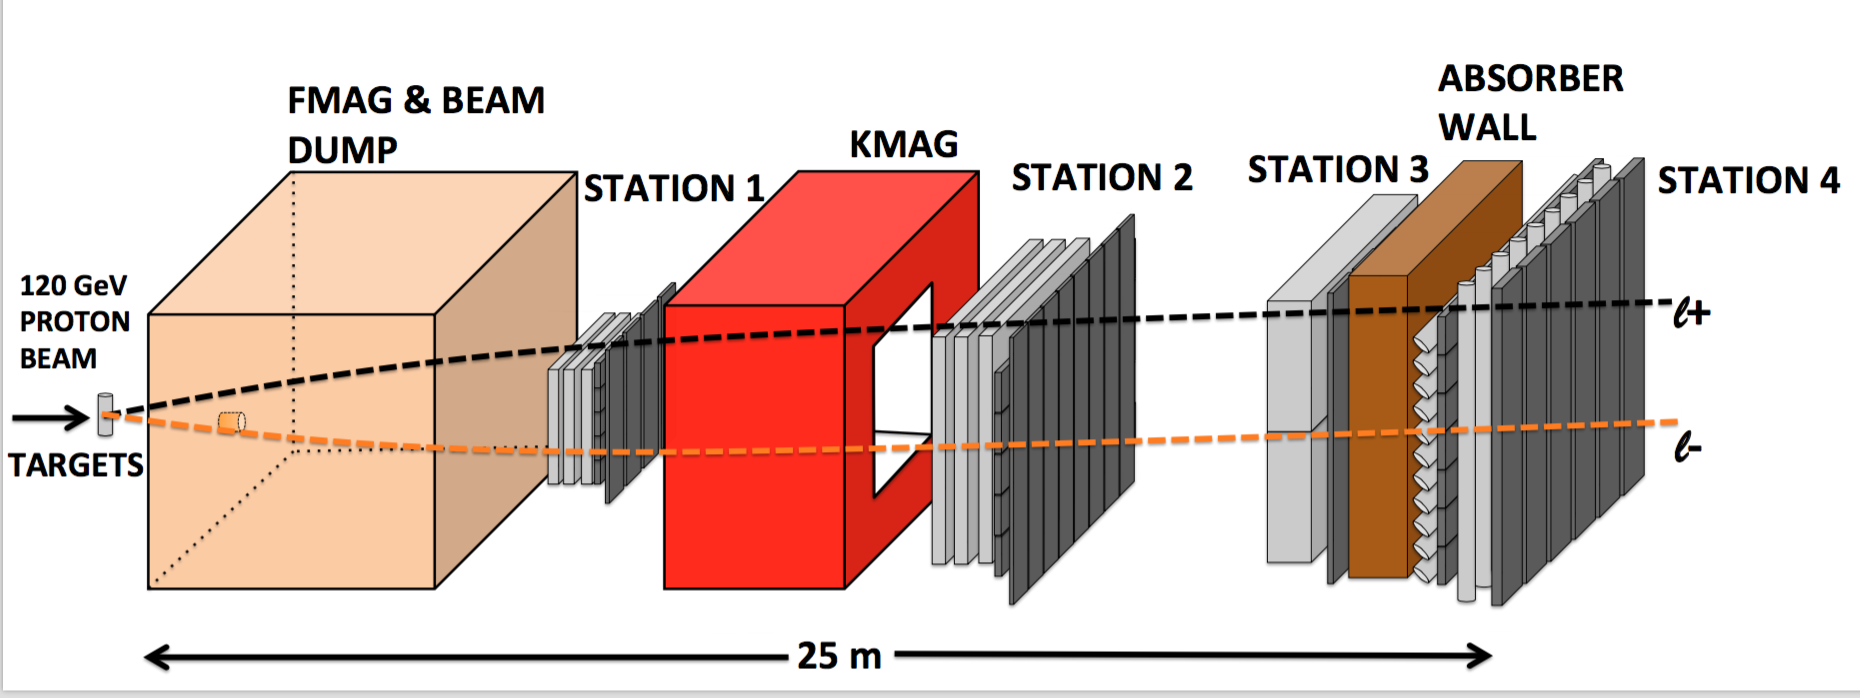 FMAG & BEAM
DUMP
STATION 1
KMAG
STATION 2
STATION 3
ABSORBER
WALL
STATION 4
120 GeV
PROTON
BEAM
TARGETS
ℓ+
ℓ-
25 m